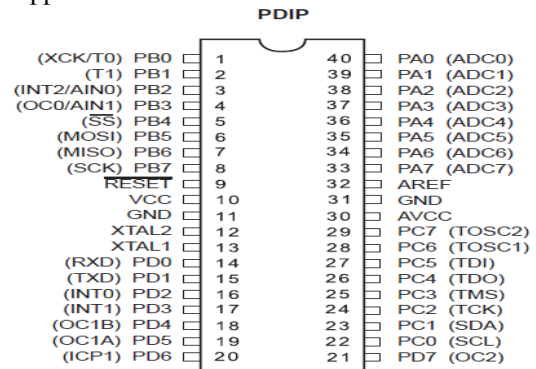 PDIP
(XCK/T0) PB0 1 40 PA0 (ADC0)
(T1) PB1 2 39 PA1 (ADC1)
(INT2/AIN0) PB2 3 38 PA2 (ADC2)
(OC0/AIN1) PB3 4 37 PA3 (ADC3)
(SS) PB4 5 36 PA4 (ADC4)
(MOSI) PB5 6 35 PA5 (ADC5)
(MISO) PB6 7 34 PA6 (ADC6)
(SCK) PB7 8 33 PA7 (ADC7)
RESET 9 32 AREF
VCC 10 31 GND
GND 11 30 AVCC
XTAL2 12 29 PC7 (TOSC2)
XTAL1 13 28 PC6 (TOSC1)
(RXD) PD0 14 27 PC5 (TDI)
(TXD) PD1 15 26 PC4 (TDO)
(INT0) PD2 16 25 PC3 (TMS)
(INT1) PD3 17 24 PC2 (TCK)
(OC1B) PD4 18 23 PC1 (SDA)
(OC1A) PD5 19 22 PC0 (SCL)
(ICP1) PD6 20 21 PD7 (OC2)